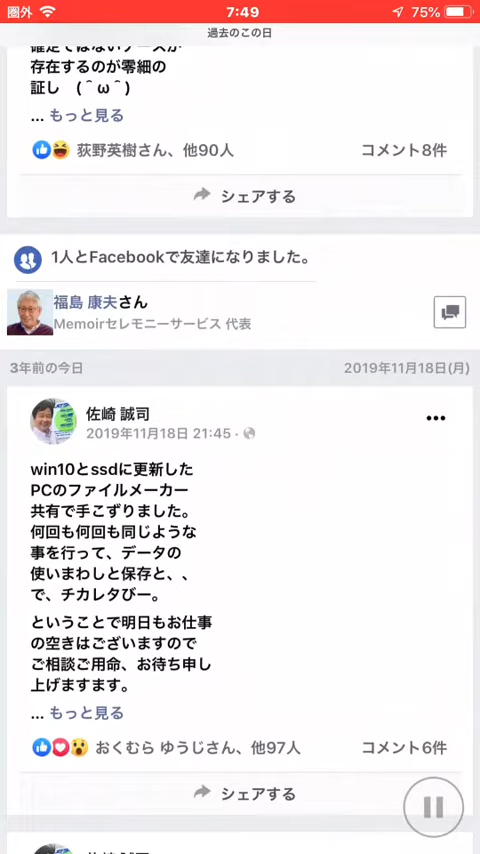 圏外
7:49
75%
過去のこの日
存在するのが零細の
証し (＾ω＾)
... もっと見る
荻野英樹さん、他90人
コメント8件
シェアする
1人とFacebookで友達になりました。
福島 康夫さん
Memoirセレモニーサービス 代表
3年前の今日
2019年11月18日(月)
佐崎 誠司
2019年11月18日 21:45 ·
win10とssdに更新した
PCのファイルメーカー
共有で手こずりました。
何回も何回も同じような
事を行って、データの
使いまわしと保存と、、
で、チカレタびー。
ということで明日もお仕事
の空きはございますので
ご相談ご用命、お待ち申し
上げますます。
... もっと見る
おくむら ゆうじさん、他97人
コメント6件
シェアする